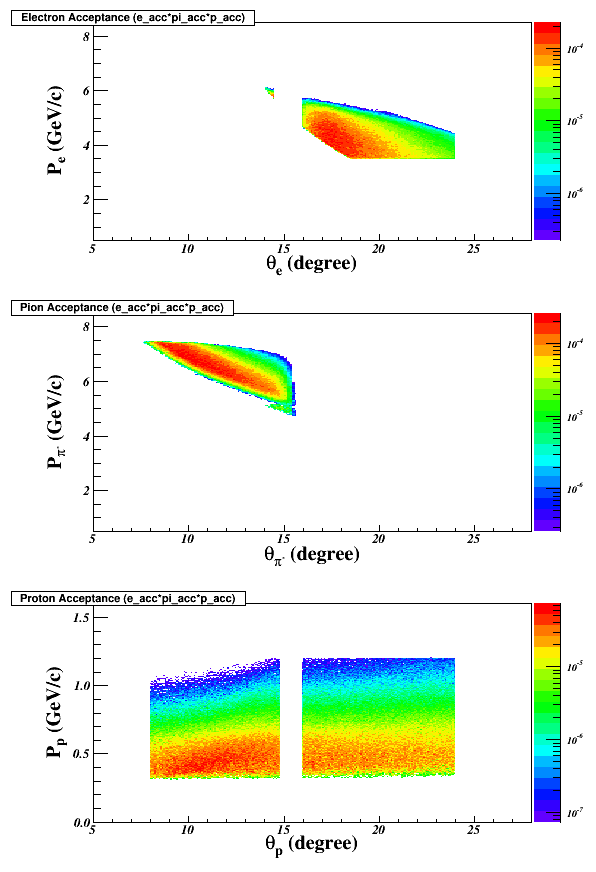 Electron Acceptance (e_acc*pi_acc*p_acc)
8
6
4
2
P_e (GeV/c)
5 10 15 20 25
θ_e (degree)
10^-4
10^-5
10^-6
Pion Acceptance (e_acc*pi_acc*p_acc)
8
6
4
2
P_π^- (GeV/c)
5 10 15 20 25
θ_π^- (degree)
10^-4
10^-5
10^-6
Proton Acceptance (e_acc*pi_acc*p_acc)
1.5
1.0
0.5
0.0
P_p (GeV/c)
5 10 15 20 25
θ_p (degree)
10^-5
10^-6
10^-7